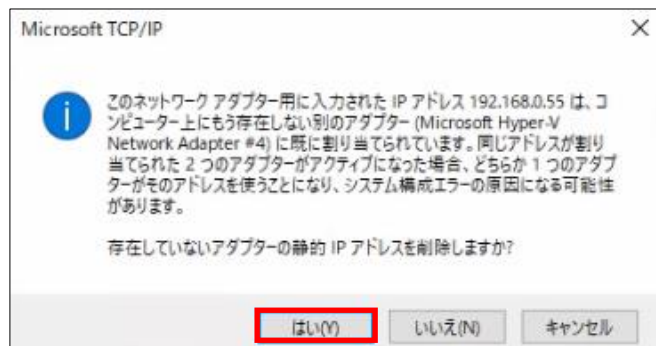 Microsoft TCP/IP
このネットワーク アダプター用に入力された IP アドレス 192.168.0.55 は、コ
ンピューター上にもう存在しない別のアダプター (Microsoft Hyper-V
Network Adapter #4) に既に割り当てられています。同じアドレスが割り
当てられた 2 つのアダプターがアクティブになった場合、どちらか 1 つのアダプ
ターがそのアドレスを使うことになり、システム構成エラーの原因になる可能性
があります。
存在していないアダプターの静的 IP アドレスを削除しますか?
はい(Y) いいえ(N) キャンセル